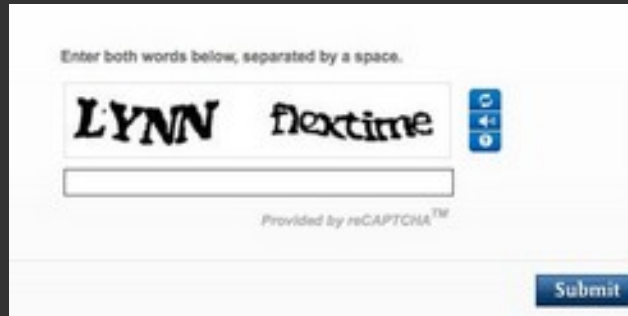 Enter both words below, separated by a space.
LYNN flextime
Provided by reCAPTCHA™
Submit